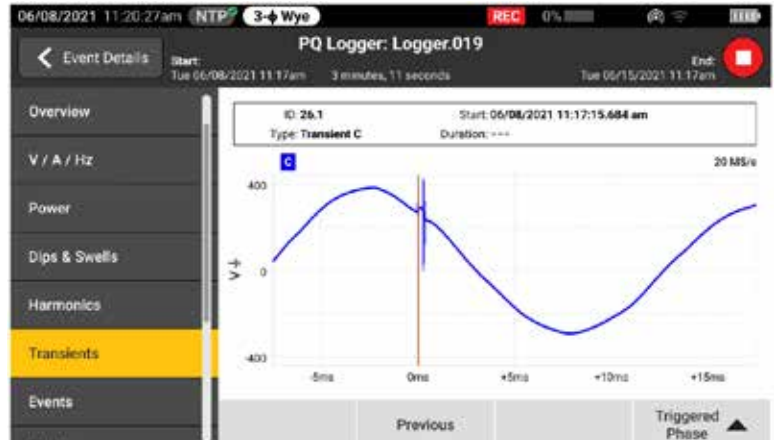 06/08/2021 11:20:27am NTP 3-ɸ Wye REC 0%
Event Details
PQ Logger: Logger.019
Start: End:
Tue 06/08/2021 11:17am 3 minutes, 11 seconds Tue 06/15/2021 11:17am
Overview
V / A / Hz
Power
Dips & Swells
Harmonics
Transients
Events
ID: 26.1 Start: 06/08/2021 11:17:15.684 am
Type: Transient C Duration: ---
C 20 MS/s
400
V ɸ 0
-400
-5ms 0ms +5ms +10ms +15ms
Previous Triggered
Phase